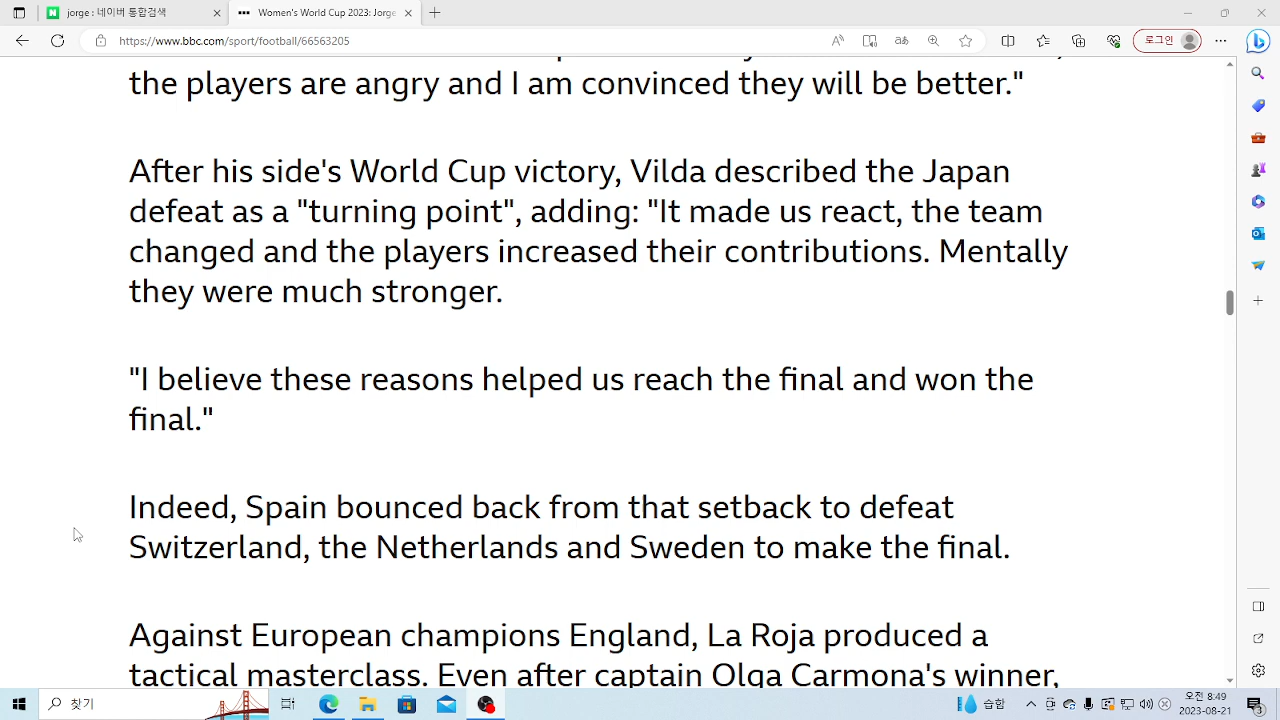 jorge : 네이버 통합검색
Women's World Cup 2023: Jorge
https://www.bbc.com/sport/football/66563205
로그인
the players are angry and I am convinced they will be better."
After his side's World Cup victory, Vilda described the Japan
defeat as a "turning point", adding: "It made us react, the team
changed and the players increased their contributions. Mentally
they were much stronger.
"I believe these reasons helped us reach the final and won the
final."
Indeed, Spain bounced back from that setback to defeat
Switzerland, the Netherlands and Sweden to make the final.
Against European champions England, La Roja produced a
tactical masterclass. Even after captain Olga Carmona's winner,
찾기
습함
오전 8:49
2023-08-21
3